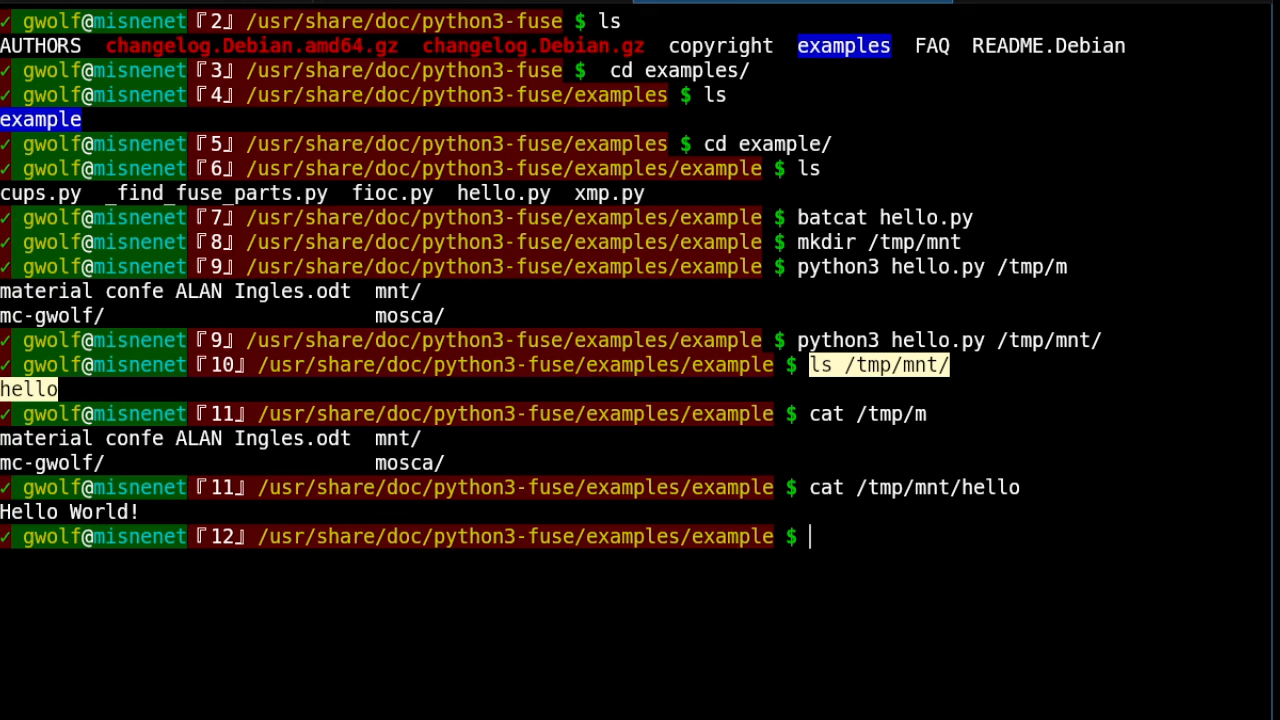 ✓ gwolf@misnenet『2』/usr/share/doc/python3-fuse $ ls
AUTHORS  changelog.Debian.amd64.gz  changelog.Debian.gz  copyright  examples  FAQ  README.Debian
✓ gwolf@misnenet『3』/usr/share/doc/python3-fuse $  cd examples/
✓ gwolf@misnenet『4』/usr/share/doc/python3-fuse/examples $ ls
example
✓ gwolf@misnenet『5』/usr/share/doc/python3-fuse/examples $ cd example/
✓ gwolf@misnenet『6』/usr/share/doc/python3-fuse/examples/example $ ls
cups.py  _find_fuse_parts.py  fioc.py  hello.py  xmp.py
✓ gwolf@misnenet『7』/usr/share/doc/python3-fuse/examples/example $ batcat hello.py
✓ gwolf@misnenet『8』/usr/share/doc/python3-fuse/examples/example $ mkdir /tmp/mnt
✓ gwolf@misnenet『9』/usr/share/doc/python3-fuse/examples/example $ python3 hello.py /tmp/m
material confe ALAN Ingles.odt  mnt/
mc-gwolf/                       mosca/
✓ gwolf@misnenet『9』/usr/share/doc/python3-fuse/examples/example $ python3 hello.py /tmp/mnt/
✓ gwolf@misnenet『10』/usr/share/doc/python3-fuse/examples/example $ ls /tmp/mnt/
hello
✓ gwolf@misnenet『11』/usr/share/doc/python3-fuse/examples/example $ cat /tmp/m
material confe ALAN Ingles.odt  mnt/
mc-gwolf/                       mosca/
✓ gwolf@misnenet『11』/usr/share/doc/python3-fuse/examples/example $ cat /tmp/mnt/hello
Hello World!
✓ gwolf@misnenet『12』/usr/share/doc/python3-fuse/examples/example $